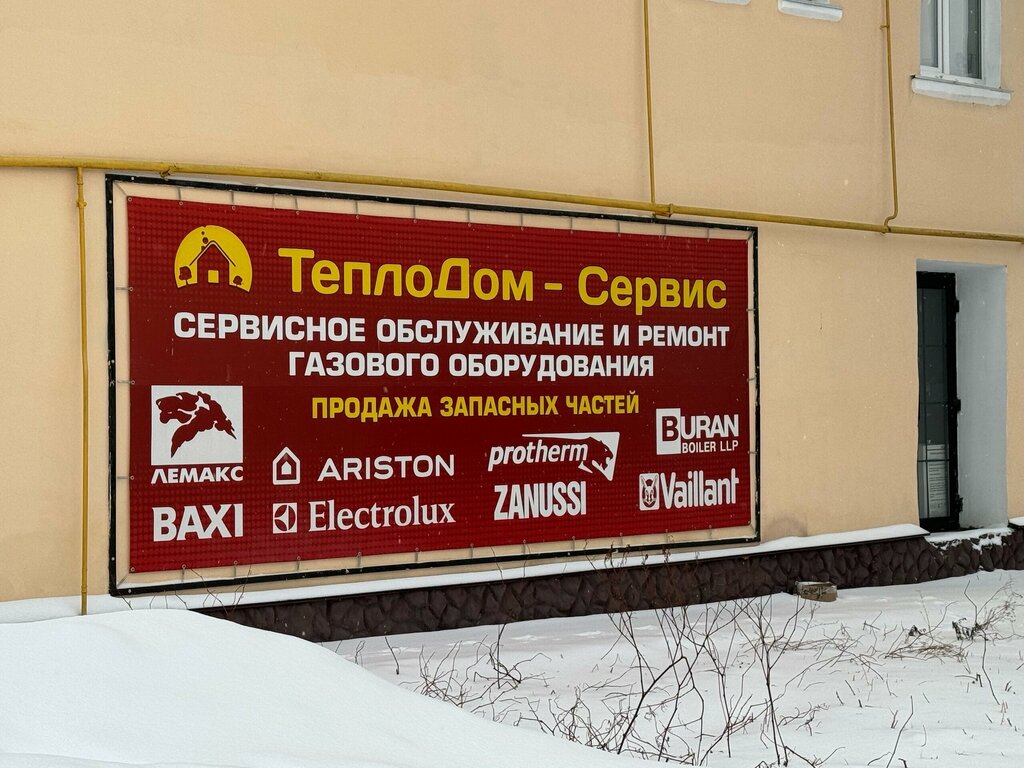 ТеплоДом - Сервис
СЕРВИСНОЕ ОБСЛУЖИВАНИЕ И РЕМОНТ
ГАЗОВОГО ОБОРУДОВАНИЯ
ПРОДАЖА ЗАПАСНЫХ ЧАСТЕЙ
ЛЕМАКС
ARISTON
protherm
BURAN
BOILER LLP
BAXI
Electrolux
ZANUSSI
Vaillant